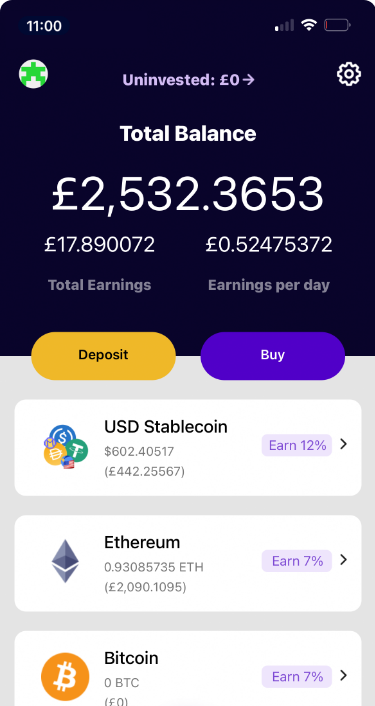 11:00
Uninvested: £0 →
Total Balance
£2,532.3653
£17.890072 £0.52475372
Total Earnings Earnings per day
Deposit Buy
USD Stablecoin
$602.40517
(£442.25567)
Earn 12%
Ethereum
0.93085735 ETH
(£2,090.1095)
Earn 7%
Bitcoin
0 BTC
(£0)
Earn 7%